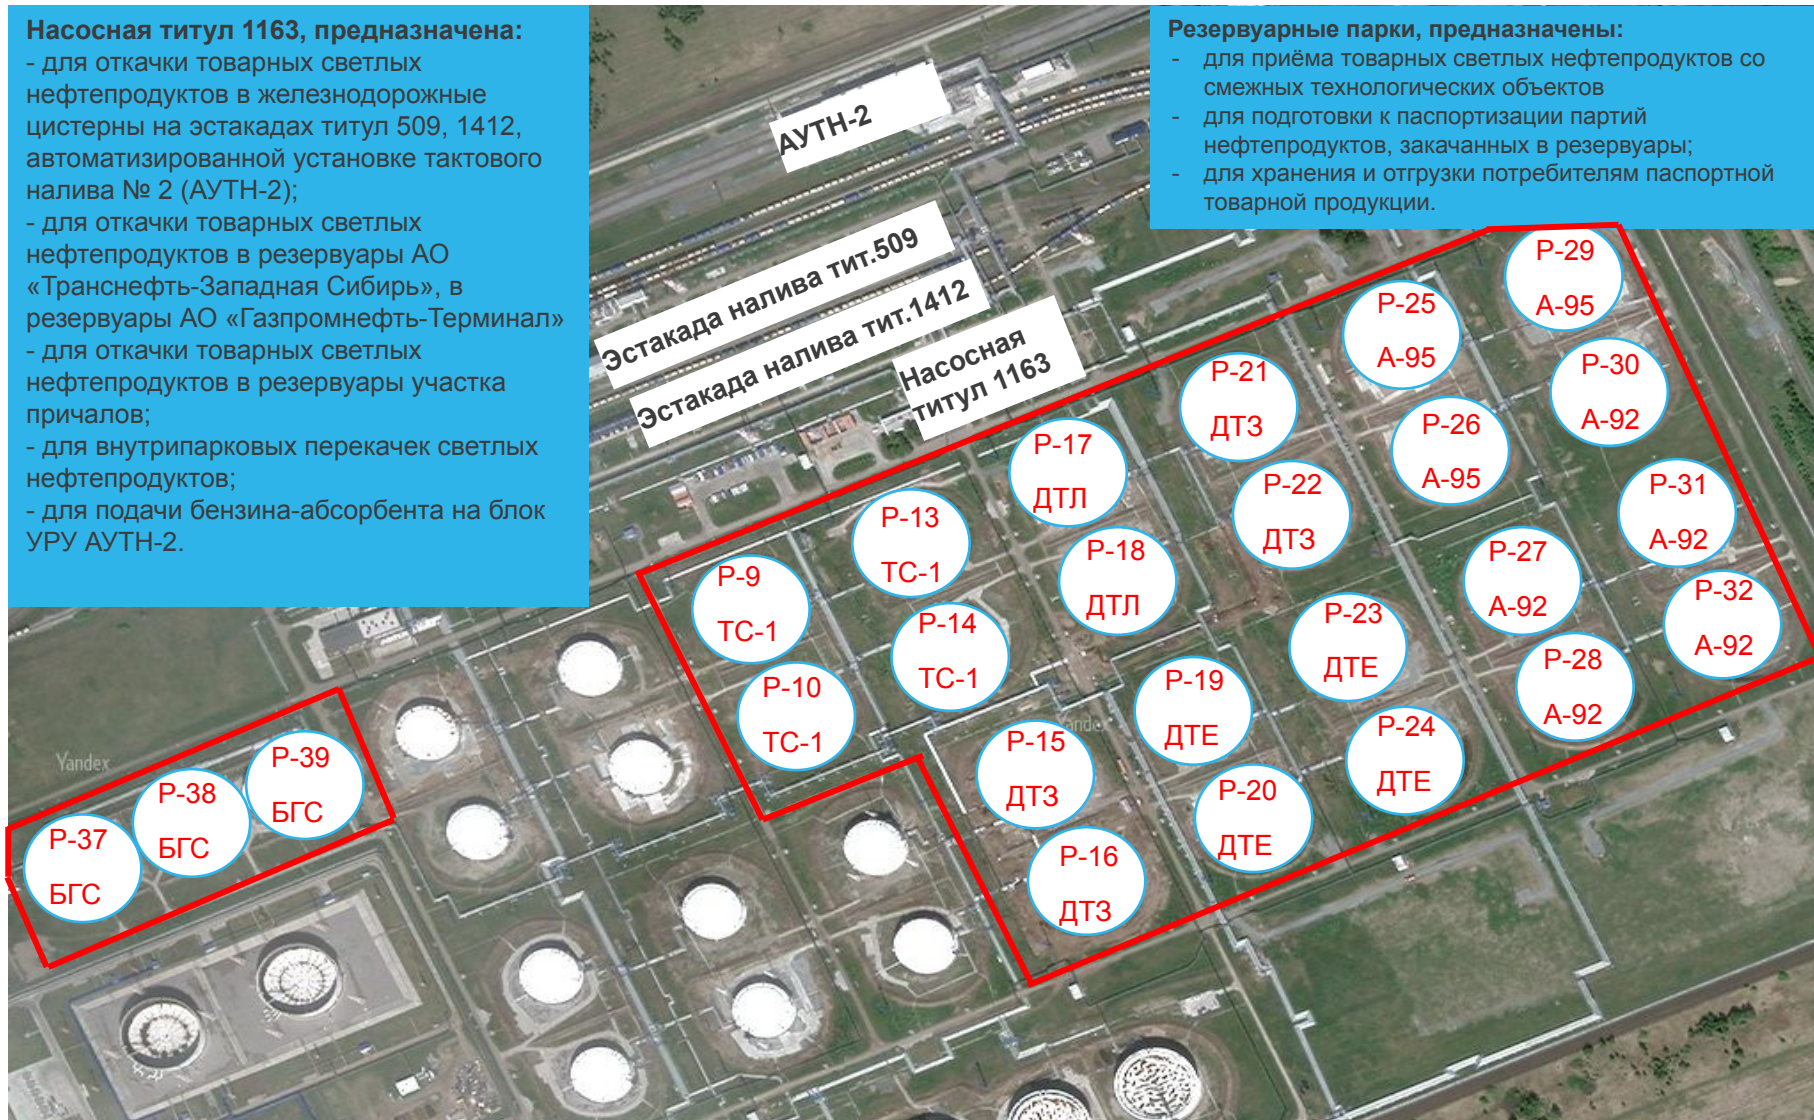 Насосная титул 1163, предназначена:
- для откачки товарных светлых
нефтепродуктов в железнодорожные
цистерны на эстакадах титул 509, 1412,
автоматизированной установке тактового
налива № 2 (АУТН-2);
- для откачки товарных светлых
нефтепродуктов в резервуары АО
«Транснефть-Западная Сибирь», в
резервуары АО «Газпромнефть-Терминал»
- для откачки товарных светлых
нефтепродуктов в резервуары участка
причалов;
- для внутрипарковых перекачек светлых
нефтепродуктов;
- для подачи бензина-абсорбента на блок
УРУ АУТН-2.
Резервуарные парки, предназначены:
- для приёма товарных светлых нефтепродуктов со
смежных технологических объектов
- для подготовки к паспортизации партий
нефтепродуктов, закачанных в резервуары;
- для хранения и отгрузки потребителям паспортной
товарной продукции.
АУТН-2
Эстакада налива тит.509
Эстакада налива тит.1412
Насосная
титул 1163
Р-29
А-95
Р-25
А-95
Р-30
А-92
Р-21
ДТЗ
Р-26
А-95
Р-17
ДТЛ
Р-22
ДТЗ
Р-31
А-92
Р-13
ТС-1
Р-18
ДТЛ
Р-27
А-92
Р-9
ТС-1
Р-32
А-92
Р-14
ТС-1
Р-23
ДТЕ
Р-28
А-92
Р-10
ТС-1
Р-19
ДТЕ
Р-24
ДТЕ
Р-15
ДТЗ
Р-20
ДТЕ
Р-16
ДТЗ
Р-39
БГС
Р-38
БГС
Р-37
БГС
Yandex
Yandex